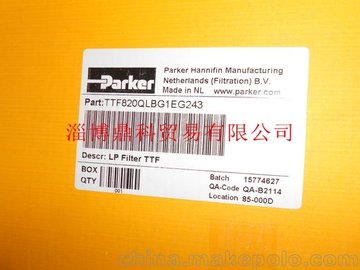 Parker
Parker Hannifin Manufacturing
Netherlands (Filtration) B.V.
Made in NL www.parker.com
Part:TTF820QLBG1EG243
淄博鼎科贸易有限公司
Descr: LP Filter TTF
BOX
QTY
001
Batch 15774627
QA-Code QA-B2114
Location 85-000D
china.makepolo.com